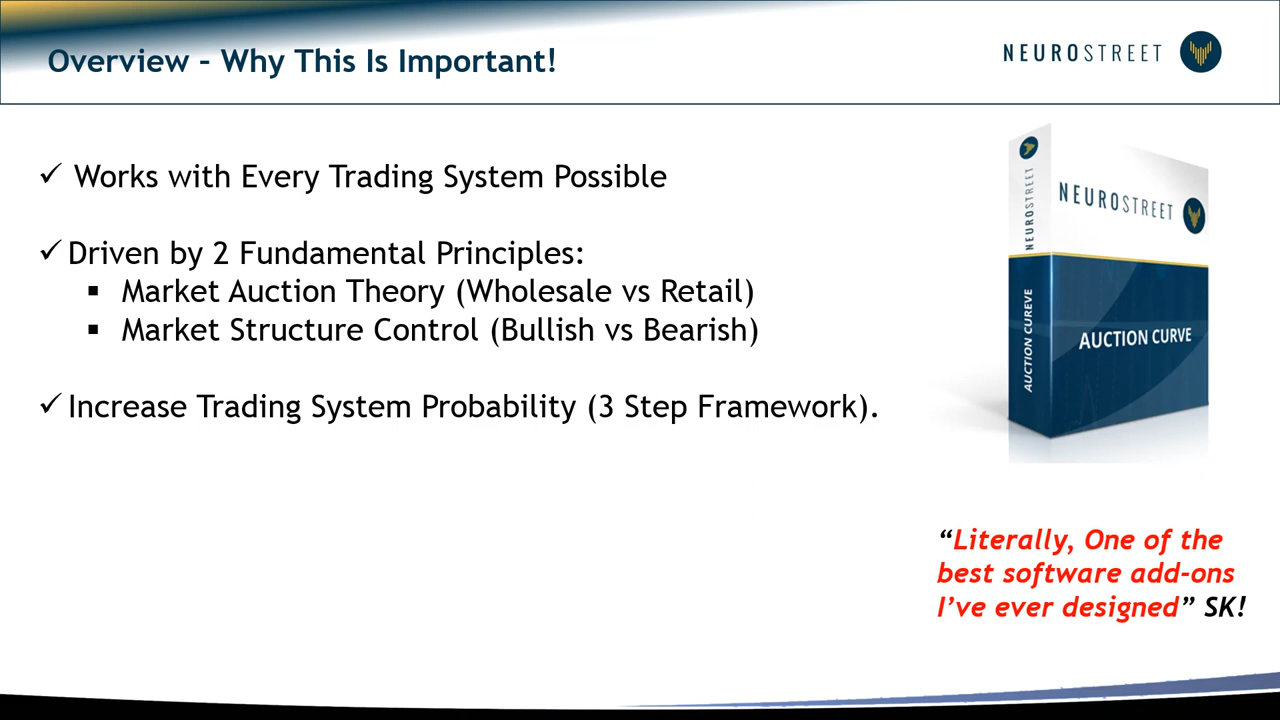 Overview - Why This Is Important!
NEUROSTREET
✓ Works with Every Trading System Possible
✓ Driven by 2 Fundamental Principles:
▪ Market Auction Theory (Wholesale vs Retail)
▪ Market Structure Control (Bullish vs Bearish)
✓ Increase Trading System Probability (3 Step Framework).
NEUROSTREET
NEUROSTREET
AUCTION CUREVE
AUCTION CURVE
“Literally, One of the
best software add-ons
I’ve ever designed” SK!